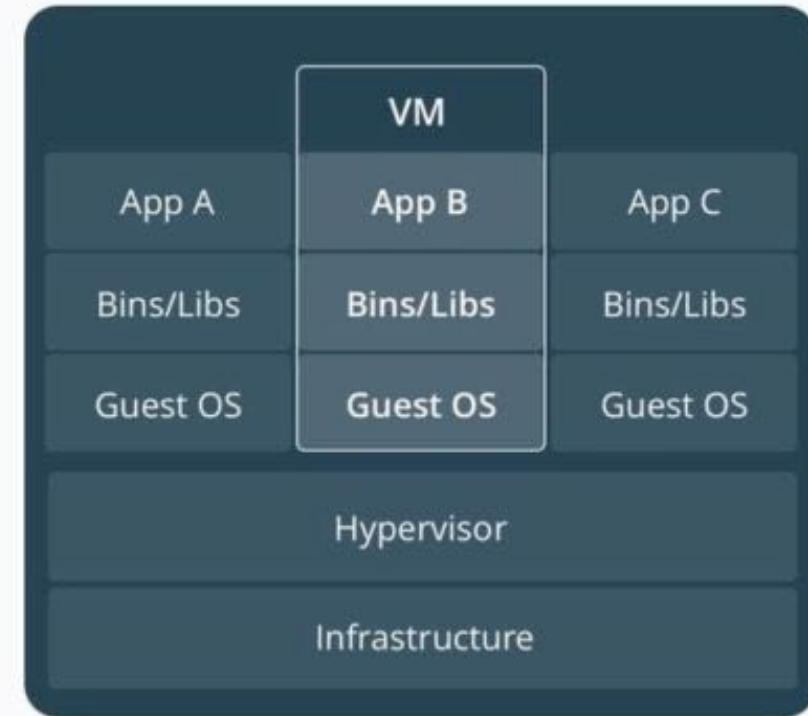 VM
App A App B App C
Bins/Libs Bins/Libs Bins/Libs
Guest OS Guest OS Guest OS
Hypervisor
Infrastructure